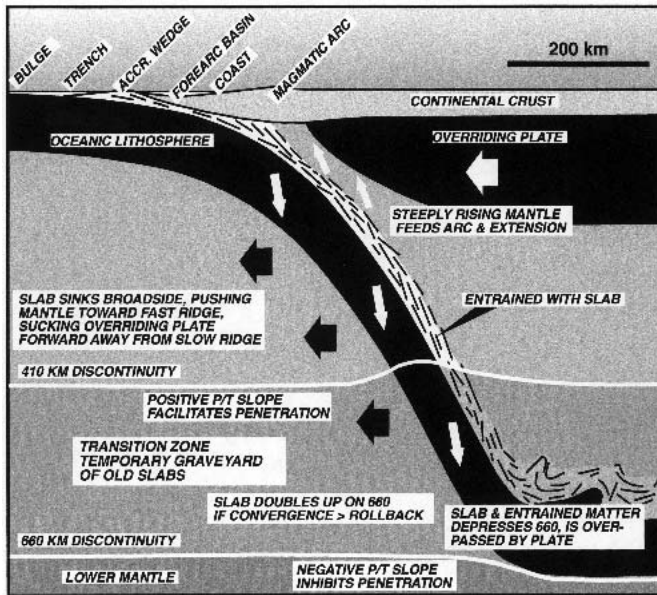 BULGE
TRENCH
ACCR. WEDGE
FOREARC BASIN
COAST
MAGMATIC ARC
200 km
CONTINENTAL CRUST
OCEANIC LITHOSPHERE
OVERRIDING PLATE
STEEPLY RISING MANTLE
FEEDS ARC & EXTENSION
SLAB SINKS BROADSIDE, PUSHING
MANTLE TOWARD FAST RIDGE,
SUCKING OVERRIDING PLATE
FORWARD AWAY FROM SLOW RIDGE
ENTRAINED WITH SLAB
410 KM DISCONTINUITY
POSITIVE P/T SLOPE
FACILITATES PENETRATION
TRANSITION ZONE
TEMPORARY GRAVEYARD
OF OLD SLABS
SLAB DOUBLES UP ON 660
IF CONVERGENCE > ROLLBACK
SLAB & ENTRAINED MATTER
DEPRESSES 660, IS OVER-
PASSED BY PLATE
660 KM DISCONTINUITY
LOWER MANTLE
NEGATIVE P/T SLOPE
INHIBITS PENETRATION